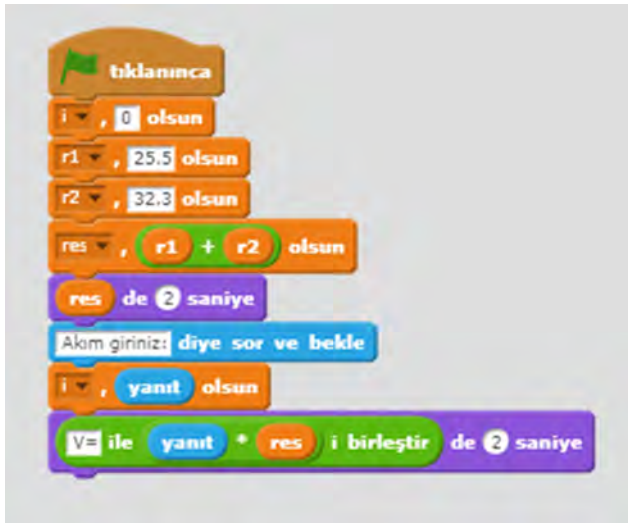 tıklanınca
i , 0 olsun
r1 , 25.5 olsun
r2 , 32.3 olsun
res , r1 + r2 olsun
res de 2 saniye
Akım giriniz: diye sor ve bekle
i , yanıt olsun
V= ile yanıt * res i birleştir de 2 saniye